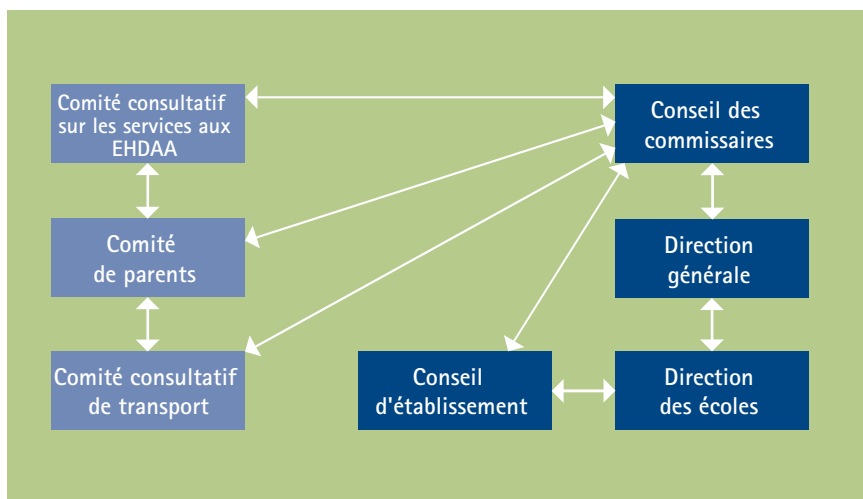 Comité consultatif
sur les services aux
EHDAA
Conseil des
commissaires
Comité
de parents
Direction
générale
Comité consultatif
de transport
Conseil
d'établissement
Direction
des écoles